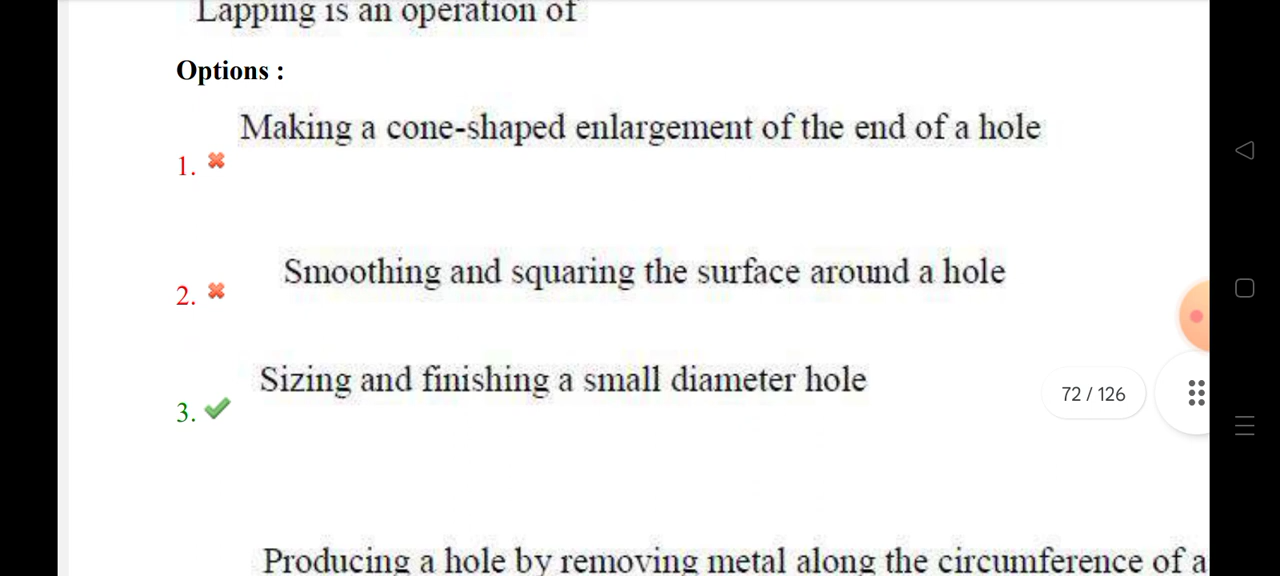 Lapping is an operation of
Options :
Making a cone-shaped enlargement of the end of a hole
1.
Smoothing and squaring the surface around a hole
2.
Sizing and finishing a small diameter hole
3.
72 / 126
Producing a hole by removing metal along the circumference of a